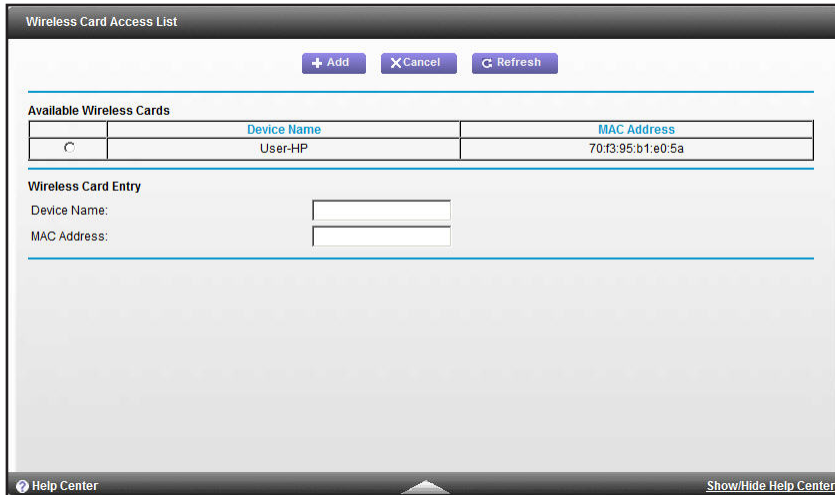 Wireless Card Access List
Add Cancel Refresh
Available Wireless Cards
Device Name MAC Address
User-HP 70:f3:95:b1:e0:5a
Wireless Card Entry
Device Name:
MAC Address:
Help Center Show/Hide Help Center